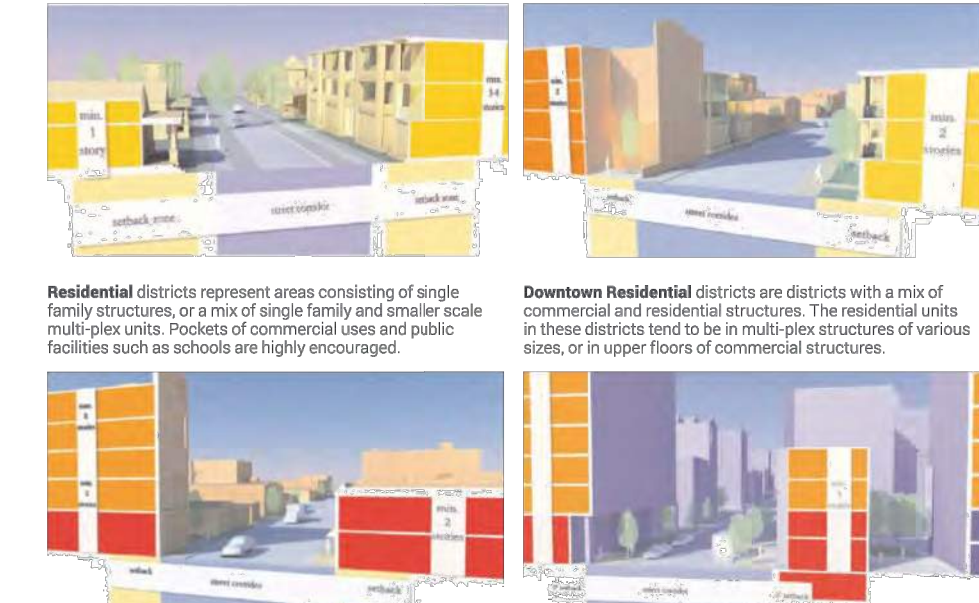 min.
1
story
min.
3-4
stories
setback zone
street corridor
setback zone
min.
2
stories
setback
street corridor
setback
Residential districts represent areas consisting of single
family structures, or a mix of single family and smaller scale
multi-plex units. Pockets of commercial uses and public
facilities such as schools are highly encouraged.
Downtown Residential districts are districts with a mix of
commercial and residential structures. The residential units
in these districts tend to be in multi-plex structures of various
sizes, or in upper floors of commercial structures.
min.
2
stories
setback
street corridor
setback
street corridor
setback